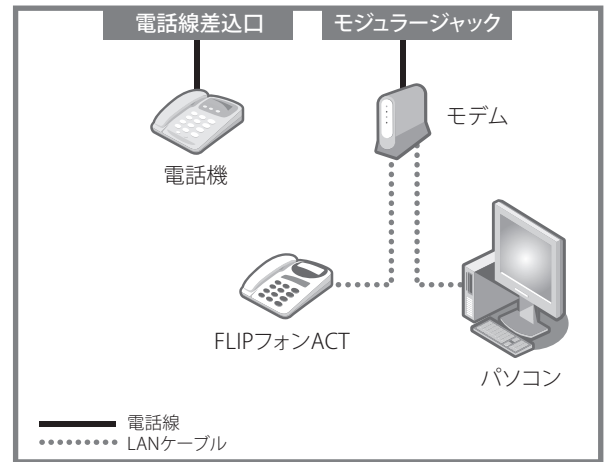 電話線差込口
モジュラージャック
モデム
電話機
FLIPフォンACT
パソコン
電話線
LANケーブル